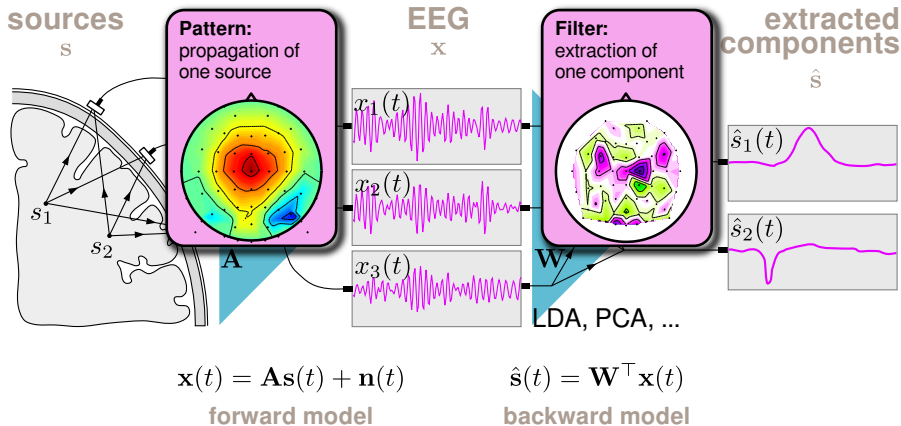 sources
s
Pattern:
propagation of
one source
EEG
x
Filter:
extraction of
one component
extracted
components
ŝ
s₁
s₂
A
x₁(t)
x₂(t)
x₃(t)
W
LDA, PCA, ...
ŝ₁(t)
ŝ₂(t)
x(t) = As(t) + n(t)
forward model
ŝ(t) = W⊤x(t)
backward model